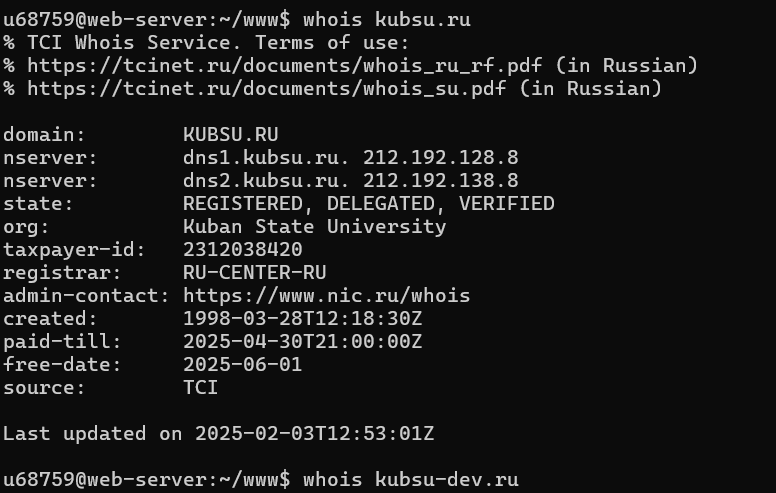 u68759@web-server:~/www$ whois kubsu.ru
% TCI Whois Service. Terms of use:
% https://tcinet.ru/documents/whois_ru_rf.pdf (in Russian)
% https://tcinet.ru/documents/whois_su.pdf (in Russian)

domain:        KUBSU.RU
nserver:       dns1.kubsu.ru. 212.192.128.8
nserver:       dns2.kubsu.ru. 212.192.138.8
state:         REGISTERED, DELEGATED, VERIFIED
org:           Kuban State University
taxpayer-id:   2312038420
registrar:     RU-CENTER-RU
admin-contact: https://www.nic.ru/whois
created:       1998-03-28T12:18:30Z
paid-till:     2025-04-30T21:00:00Z
free-date:     2025-06-01
source:        TCI

Last updated on 2025-02-03T12:53:01Z

u68759@web-server:~/www$ whois kubsu-dev.ru